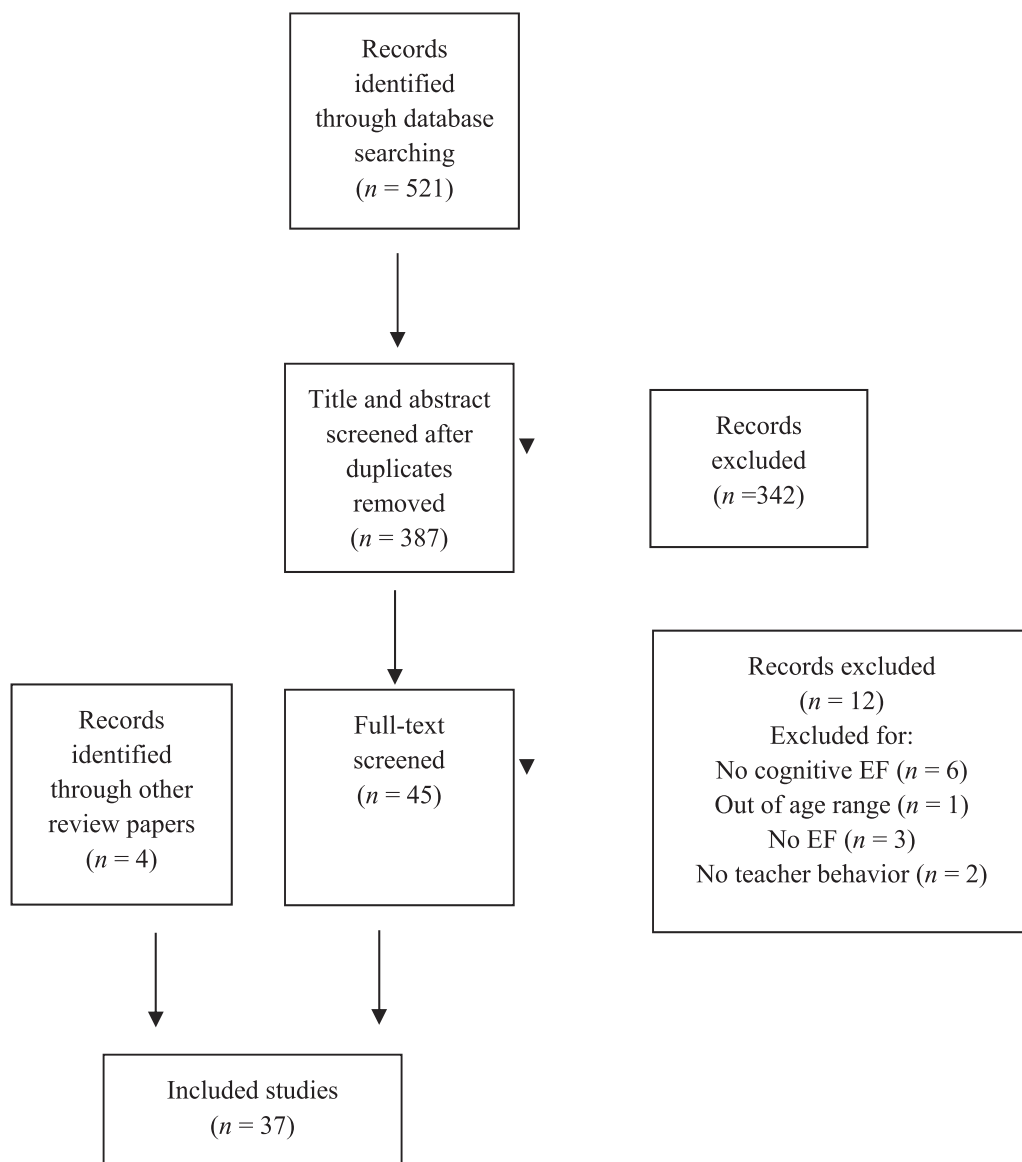 Records
identified
through database
searching
(n = 521)
Title and abstract
screened after
duplicates
removed
(n = 387)
Records
excluded
(n =342)
Records
identified
through other
review papers
(n = 4)
Full-text
screened
(n = 45)
Records excluded
(n = 12)
Excluded for:
No cognitive EF (n = 6)
Out of age range (n = 1)
No EF (n = 3)
No teacher behavior (n = 2)
Included studies
(n = 37)